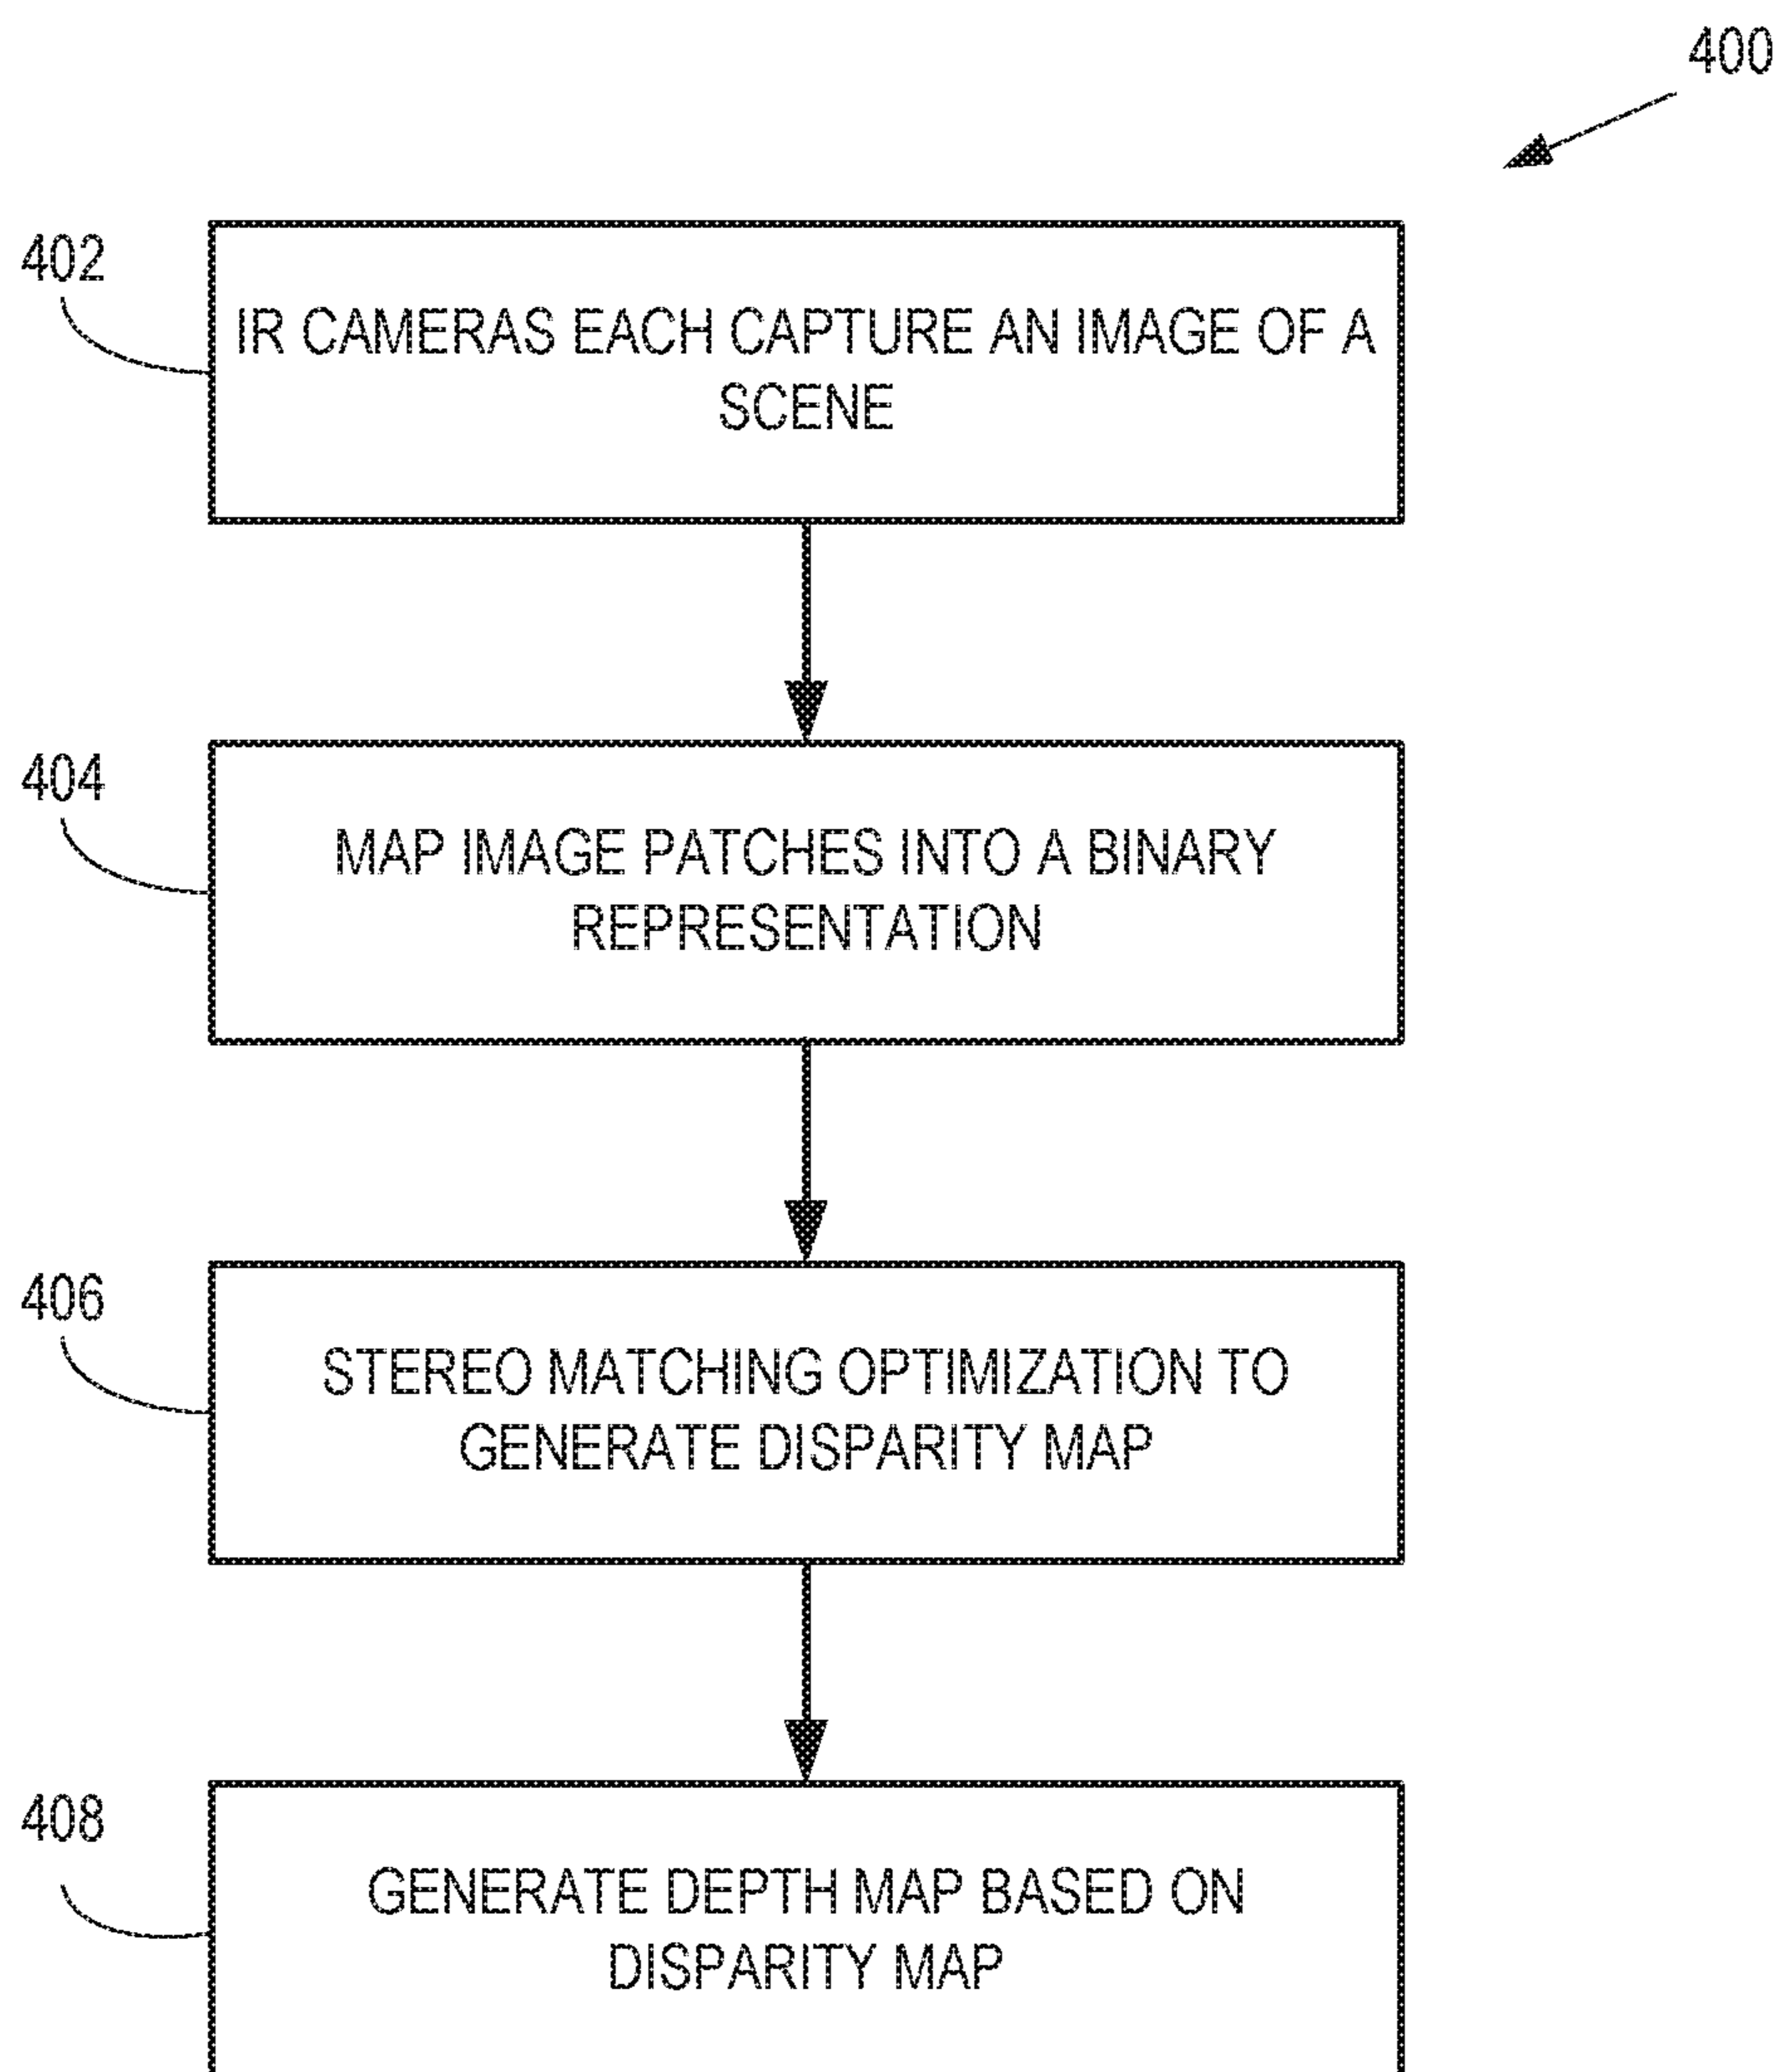 400
402
IR CAMERAS EACH CAPTURE AN IMAGE OF A
SCENE
404
MAP IMAGE PATCHES INTO A BINARY
REPRESENTATION
406
STEREO MATCHING OPTIMIZATION TO
GENERATE DISPARITY MAP
408
GENERATE DEPTH MAP BASED ON
DISPARITY MAP